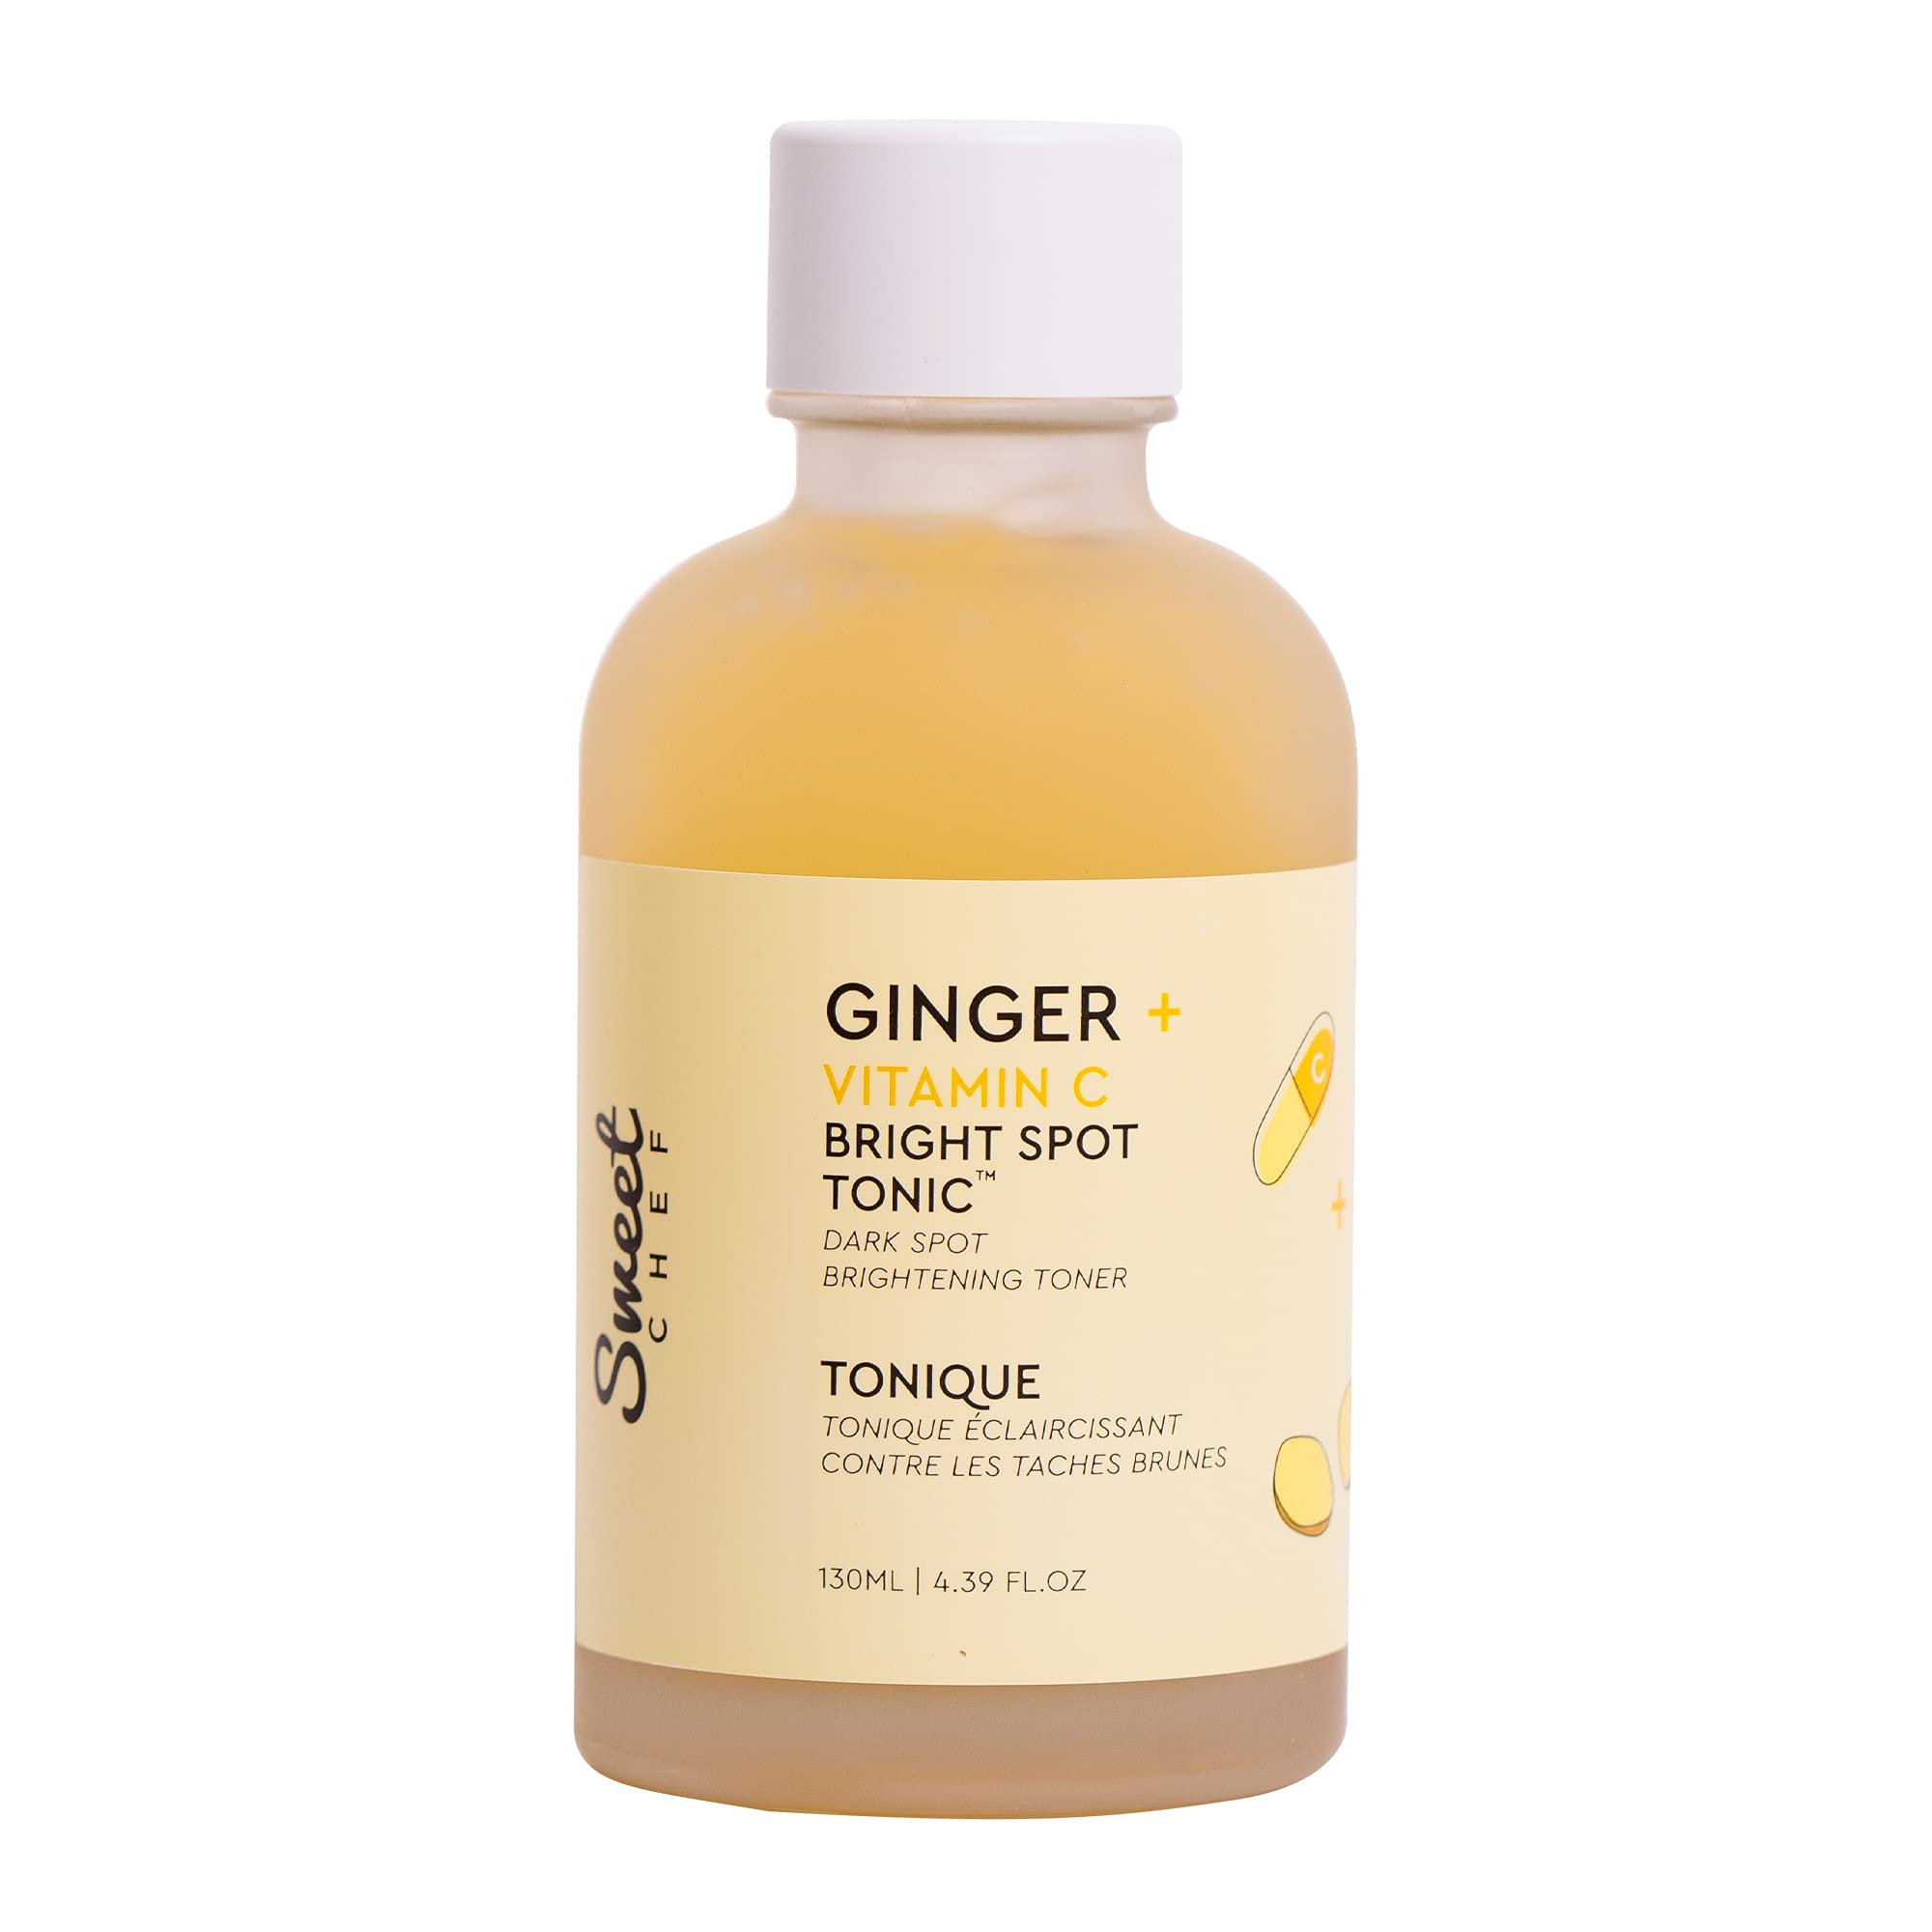 Sweet
CHEF
GINGER +
VITAMIN C
BRIGHT SPOT
TONIC™
DARK SPOT
BRIGHTENING TONER
TONIQUE
TONIQUE ÉCLAIRCISSANT
CONTRE LES TACHES BRUNES
130ML | 4.39 FL.OZ
C
+